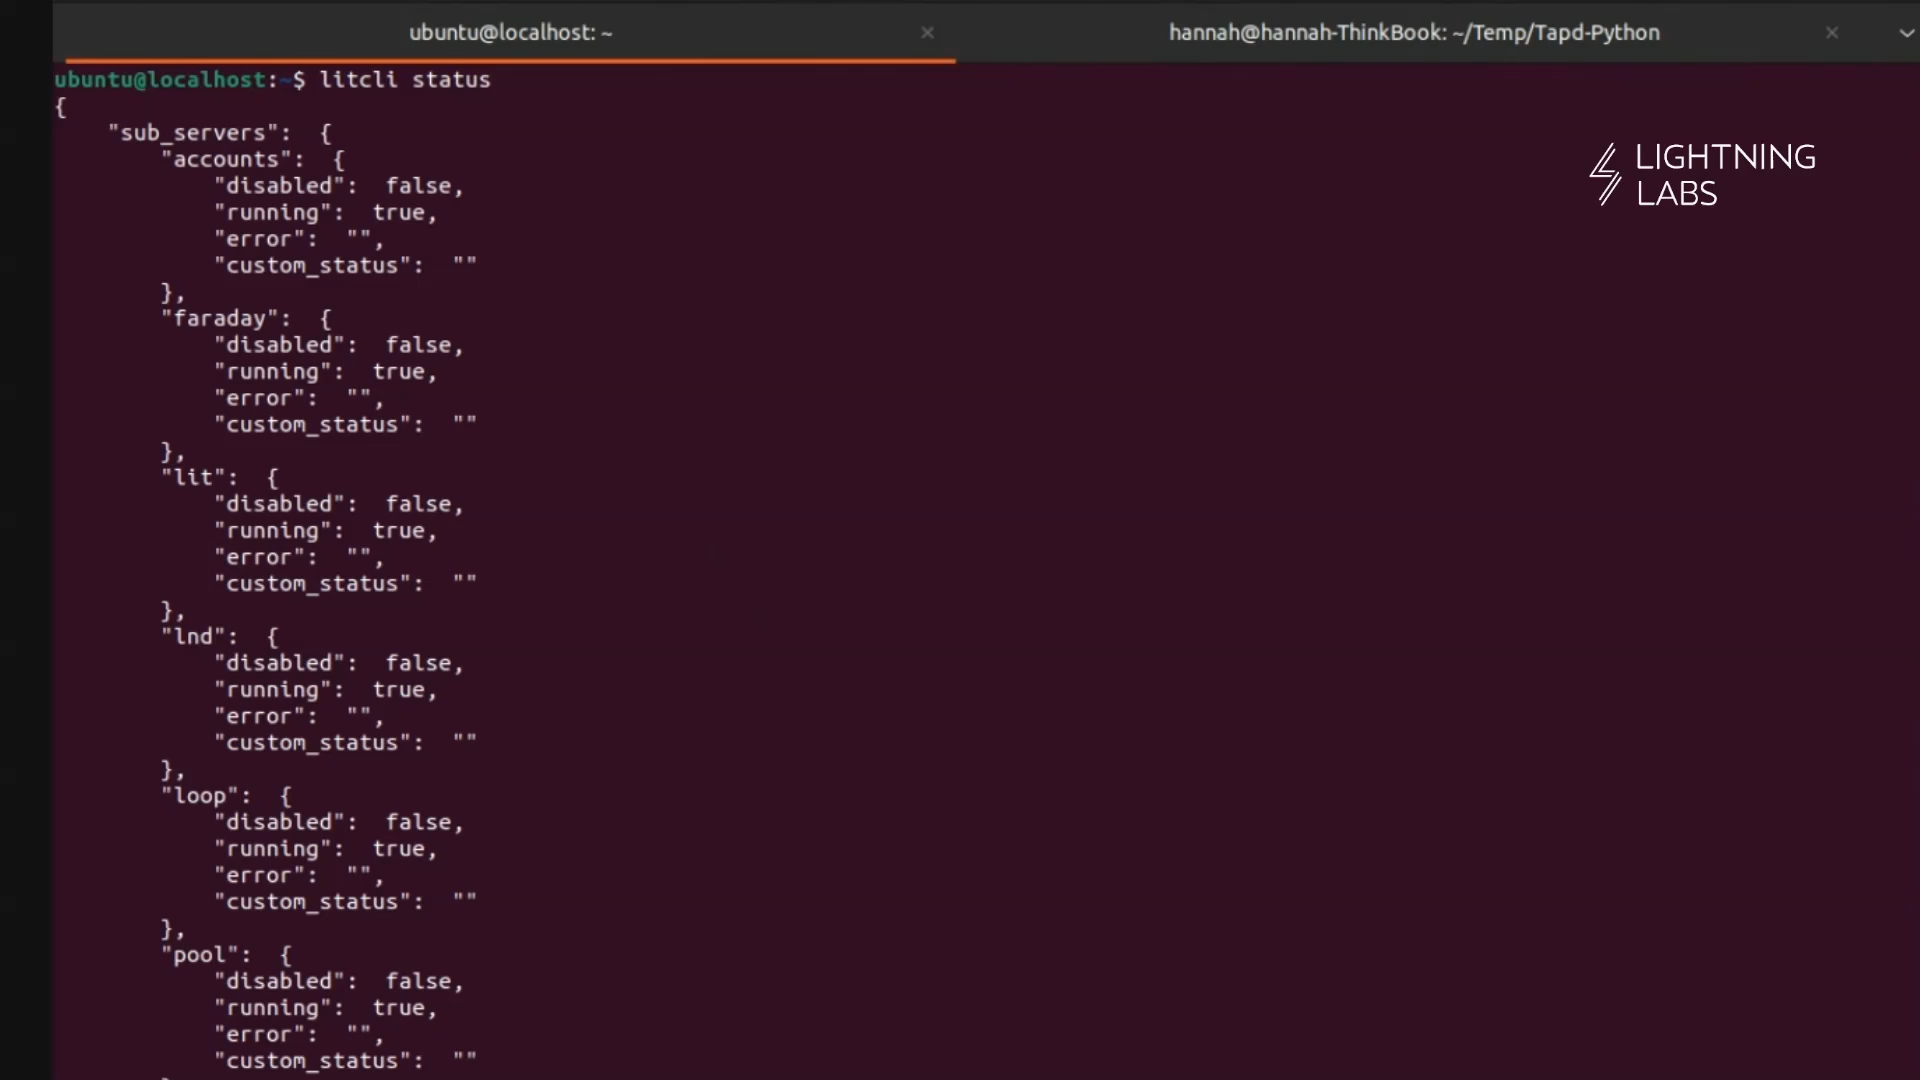 ubuntu@localhost: ~
hannah@hannah-ThinkBook: ~/Temp/Tapd-Python
ubuntu@localhost:~$ litcli status
{
    "sub_servers":  {
        "accounts":  {
            "disabled":  false,
            "running":  true,
            "error":  "",
            "custom_status":  ""
        },
        "faraday":  {
            "disabled":  false,
            "running":  true,
            "error":  "",
            "custom_status":  ""
        },
        "lit":  {
            "disabled":  false,
            "running":  true,
            "error":  "",
            "custom_status":  ""
        },
        "lnd":  {
            "disabled":  false,
            "running":  true,
            "error":  "",
            "custom_status":  ""
        },
        "loop":  {
            "disabled":  false,
            "running":  true,
            "error":  "",
            "custom_status":  ""
        },
        "pool":  {
            "disabled":  false,
            "running":  true,
            "error":  "",
            "custom_status":  ""
LIGHTNING
LABS